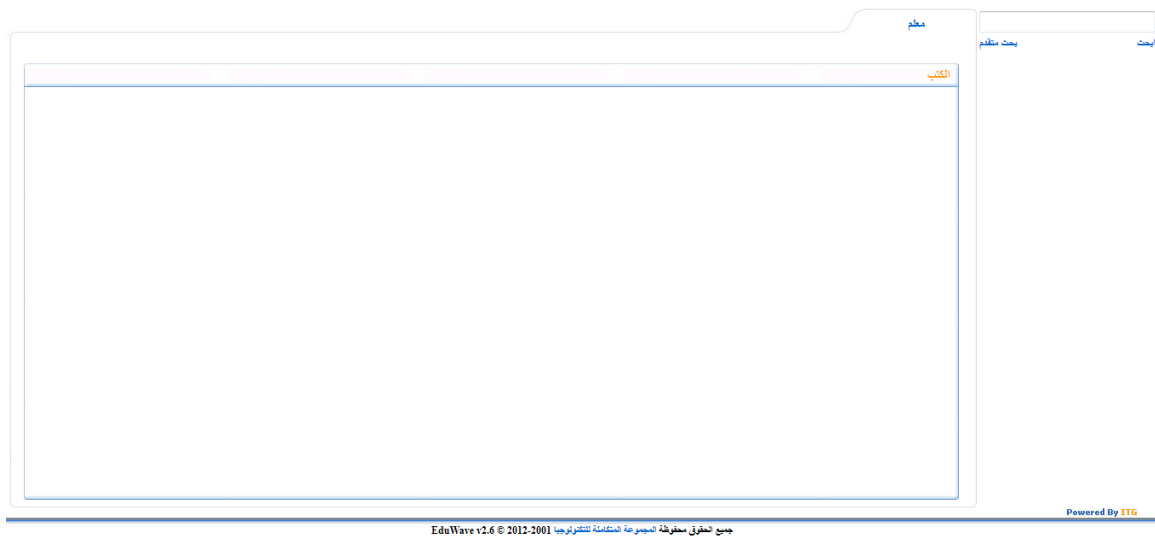 معلم
ابحث
بحث متقدم
الكتب
Powered By ITG
جميع الحقوق محفوظة المجموعة المتكاملة للتكنولوجيا EduWave v2.6 © 2012-2001